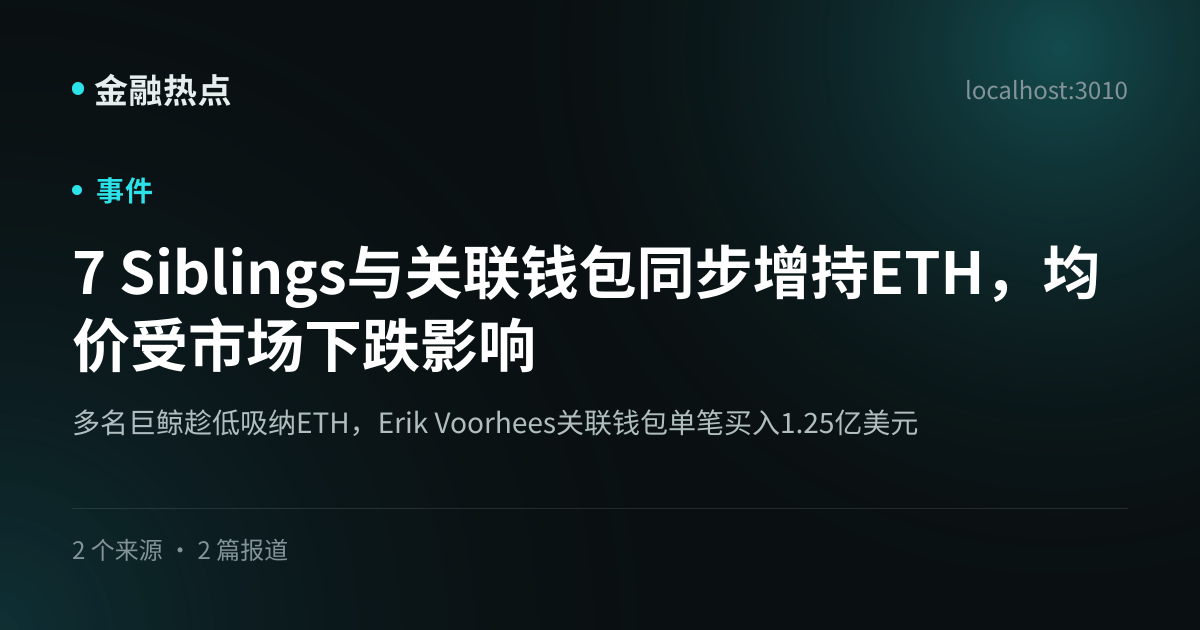 金融热点
localhost:3010
事件
7 Siblings与关联钱包同步增持ETH，均
价受市场下跌影响
多名巨鲸趁低吸纳ETH，Erik Voorhees关联钱包单笔买入1.25亿美元
2 个来源 · 2 篇报道